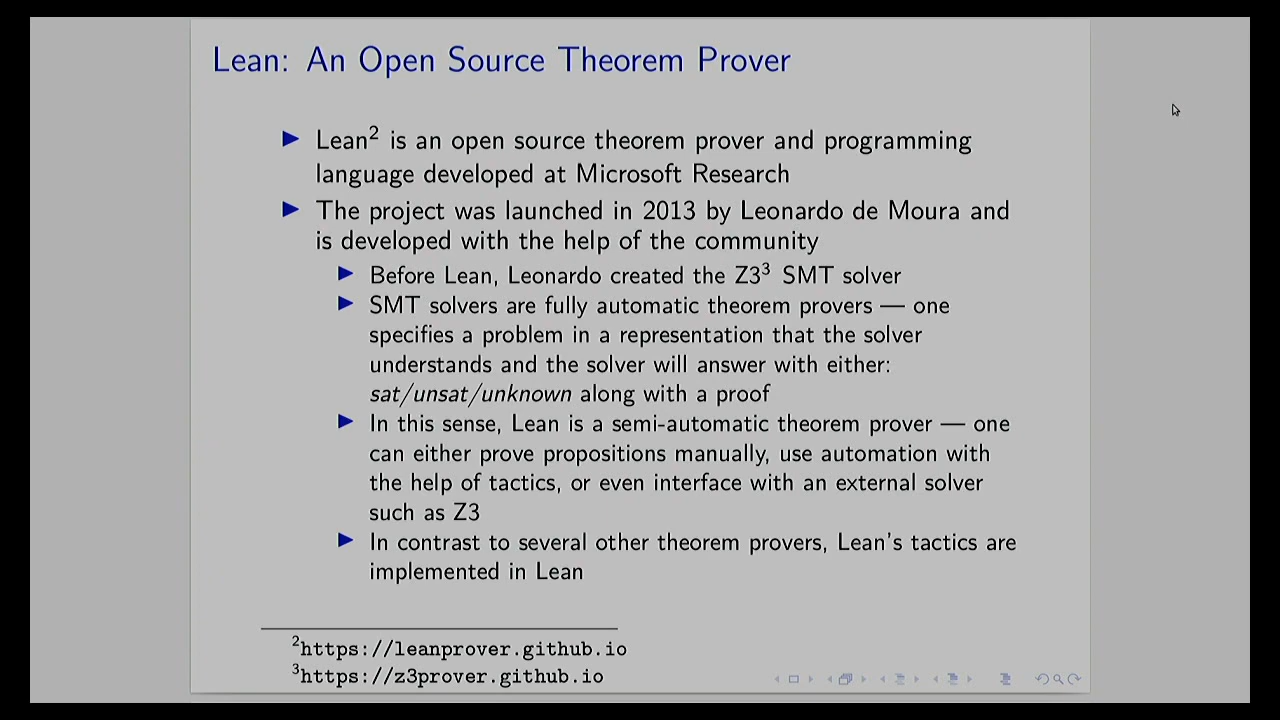 Lean: An Open Source Theorem Prover
Lean² is an open source theorem prover and programming
language developed at Microsoft Research
The project was launched in 2013 by Leonardo de Moura and
is developed with the help of the community
Before Lean, Leonardo created the Z3³ SMT solver
SMT solvers are fully automatic theorem provers — one
specifies a problem in a representation that the solver
understands and the solver will answer with either:
sat/unsat/unknown along with a proof
In this sense, Lean is a semi-automatic theorem prover — one
can either prove propositions manually, use automation with
the help of tactics, or even interface with an external solver
such as Z3
In contrast to several other theorem provers, Lean's tactics are
implemented in Lean
²https://leanprover.github.io
³https://z3prover.github.io